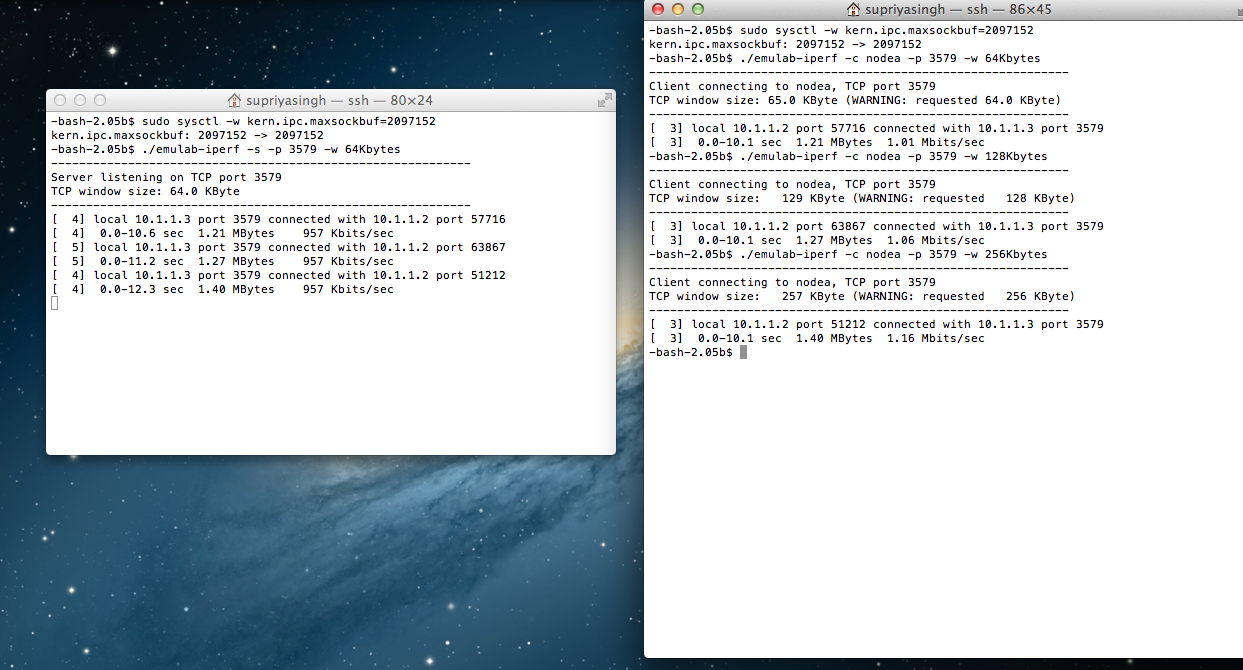 supriyasingh — ssh — 80×24
-bash-2.05b$ sudo sysctl -w kern.ipc.maxsockbuf=2097152
kern.ipc.maxsockbuf: 2097152 -> 2097152
-bash-2.05b$ ./emulab-iperf -s -p 3579 -w 64Kbytes
------------------------------------------------------------
Server listening on TCP port 3579
TCP window size: 64.0 KByte
------------------------------------------------------------
[  4] local 10.1.1.3 port 3579 connected with 10.1.1.2 port 57716
[  4]  0.0-10.6 sec  1.21 MBytes    957 Kbits/sec
[  5] local 10.1.1.3 port 3579 connected with 10.1.1.2 port 63867
[  5]  0.0-11.2 sec  1.27 MBytes    957 Kbits/sec
[  4] local 10.1.1.3 port 3579 connected with 10.1.1.2 port 51212
[  4]  0.0-12.3 sec  1.40 MBytes    957 Kbits/sec
supriyasingh — ssh — 86×45
-bash-2.05b$ sudo sysctl -w kern.ipc.maxsockbuf=2097152
kern.ipc.maxsockbuf: 2097152 -> 2097152
-bash-2.05b$ ./emulab-iperf -c nodea -p 3579 -w 64Kbytes
------------------------------------------------------------
Client connecting to nodea, TCP port 3579
TCP window size: 65.0 KByte (WARNING: requested 64.0 KByte)
------------------------------------------------------------
[  3] local 10.1.1.2 port 57716 connected with 10.1.1.3 port 3579
[  3]  0.0-10.1 sec  1.21 MBytes  1.01 Mbits/sec
-bash-2.05b$ ./emulab-iperf -c nodea -p 3579 -w 128Kbytes
------------------------------------------------------------
Client connecting to nodea, TCP port 3579
TCP window size:   129 KByte (WARNING: requested   128 KByte)
------------------------------------------------------------
[  3] local 10.1.1.2 port 63867 connected with 10.1.1.3 port 3579
[  3]  0.0-10.1 sec  1.27 MBytes  1.06 Mbits/sec
-bash-2.05b$ ./emulab-iperf -c nodea -p 3579 -w 256Kbytes
------------------------------------------------------------
Client connecting to nodea, TCP port 3579
TCP window size:   257 KByte (WARNING: requested   256 KByte)
------------------------------------------------------------
[  3] local 10.1.1.2 port 51212 connected with 10.1.1.3 port 3579
[  3]  0.0-10.1 sec  1.40 MBytes  1.16 Mbits/sec
-bash-2.05b$